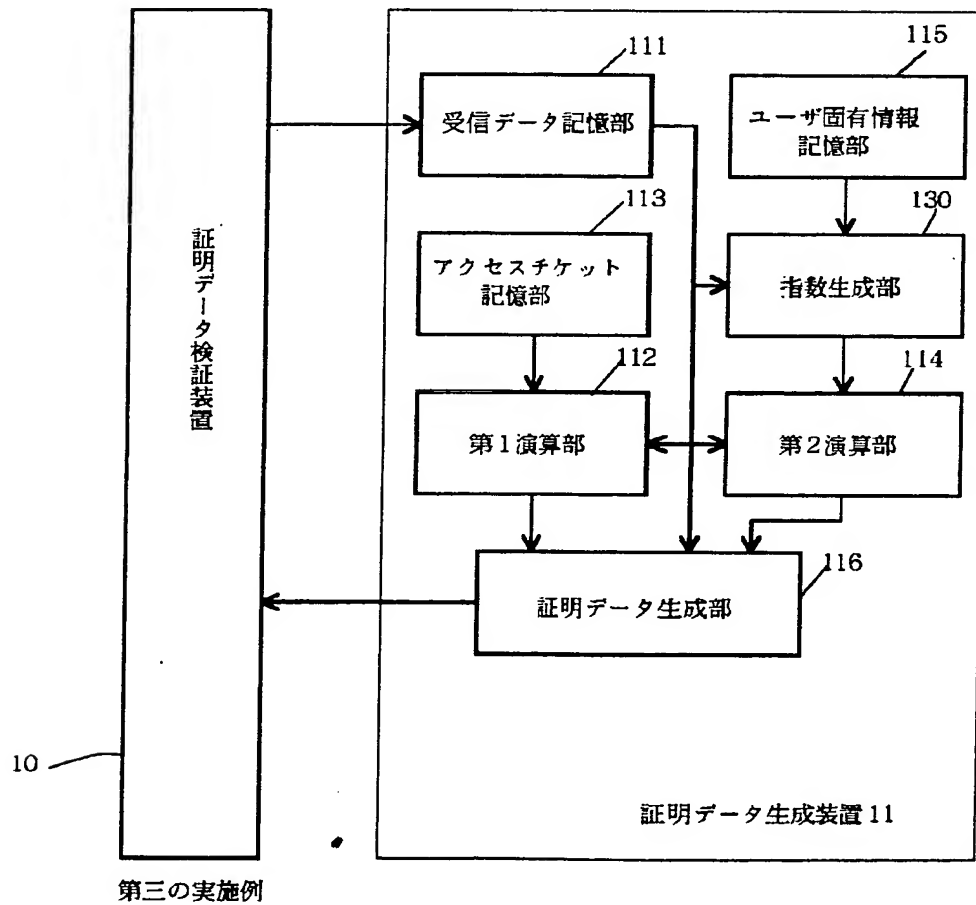 111
受信データ記憶部
115
ユーザ固有情報
記憶部
113
アクセスチケット
記憶部
130
指数生成部
112
第1演算部
114
第2演算部
116
証明データ生成部
証明データ検証装置
10
証明データ生成装置11
第三の実施例